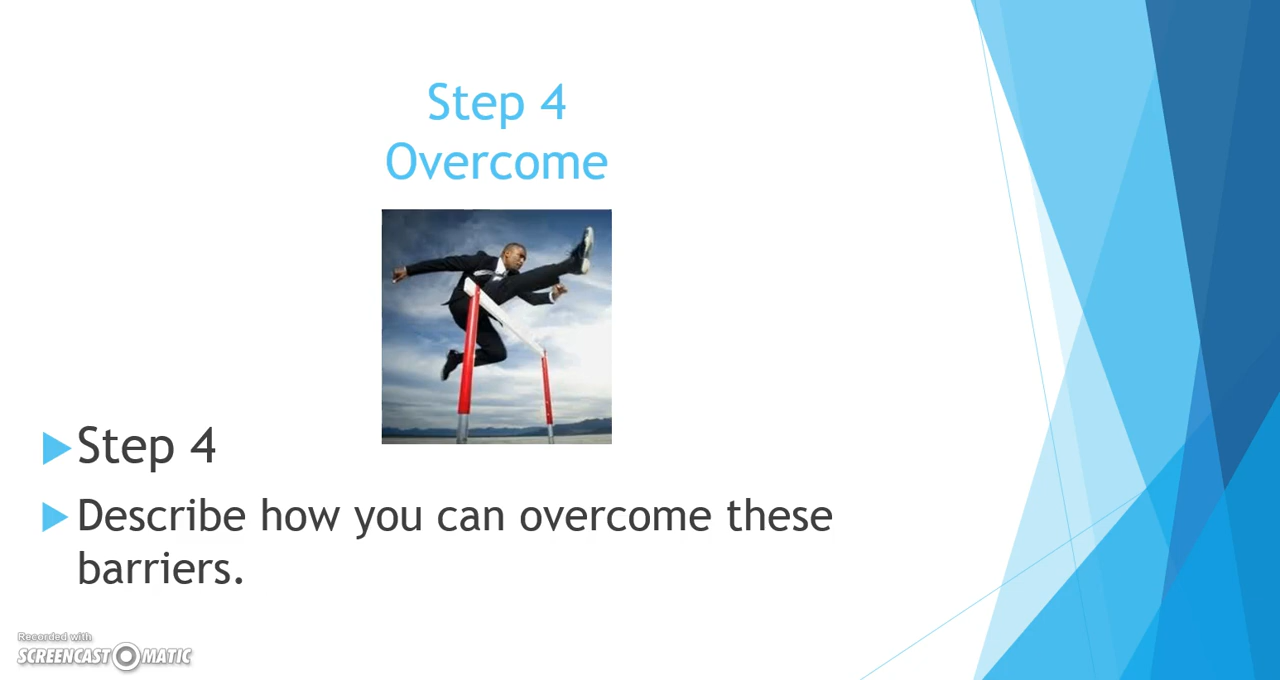 Step 4
Overcome
Step 4
Describe how you can overcome these
barriers.
Recorded with
SCREENCAST MATIC